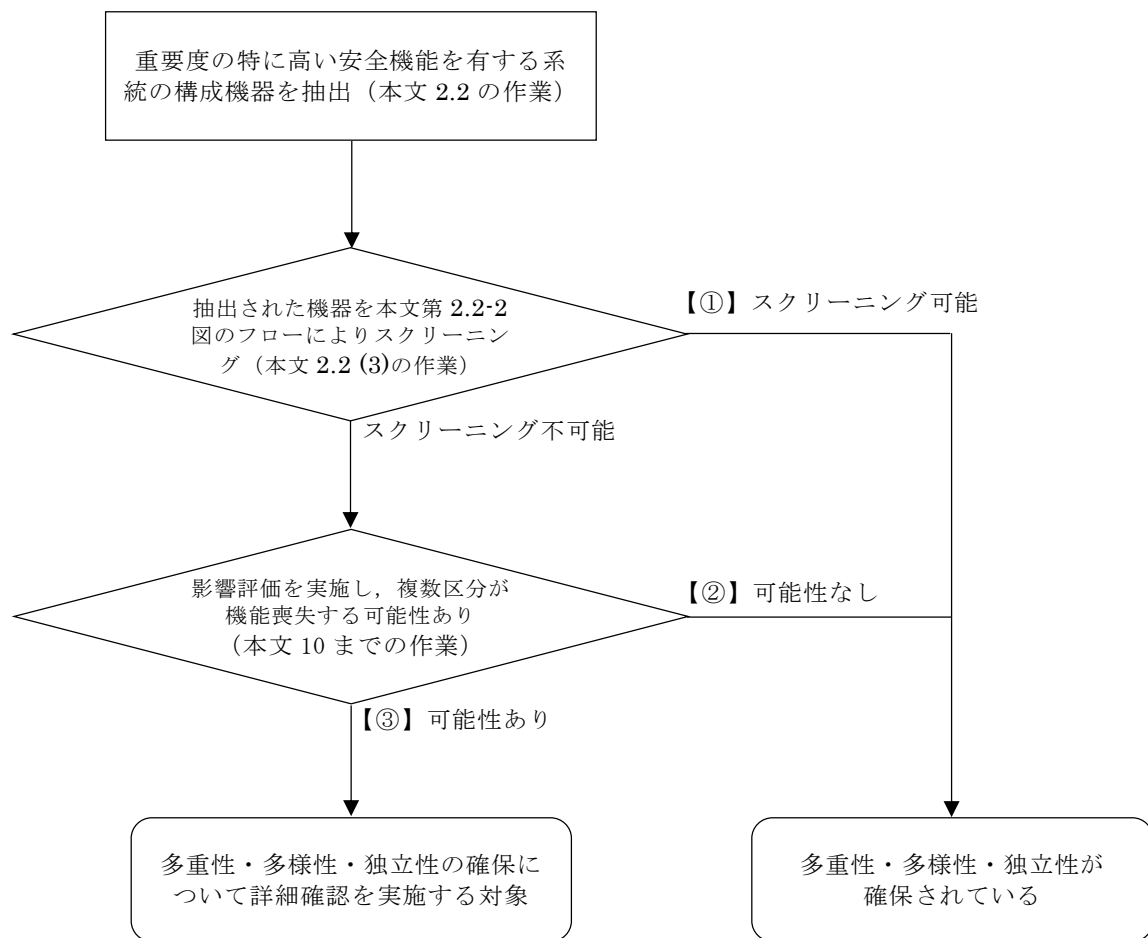 重要度の特に高い安全機能を有する系
統の構成機器を抽出（本文 2.2 の作業）
抽出された機器を本文第 2.2-2
図のフローによりスクリーニン
グ（本文 2.2 (3)の作業）
【①】スクリーニング可能
スクリーニング不可能
影響評価を実施し，複数区分が
機能喪失する可能性あり
（本文 10 までの作業）
【②】可能性なし
【③】可能性あり
多重性・多様性・独立性の確保に
ついて詳細確認を実施する対象
多重性・多様性・独立性が
確保されている